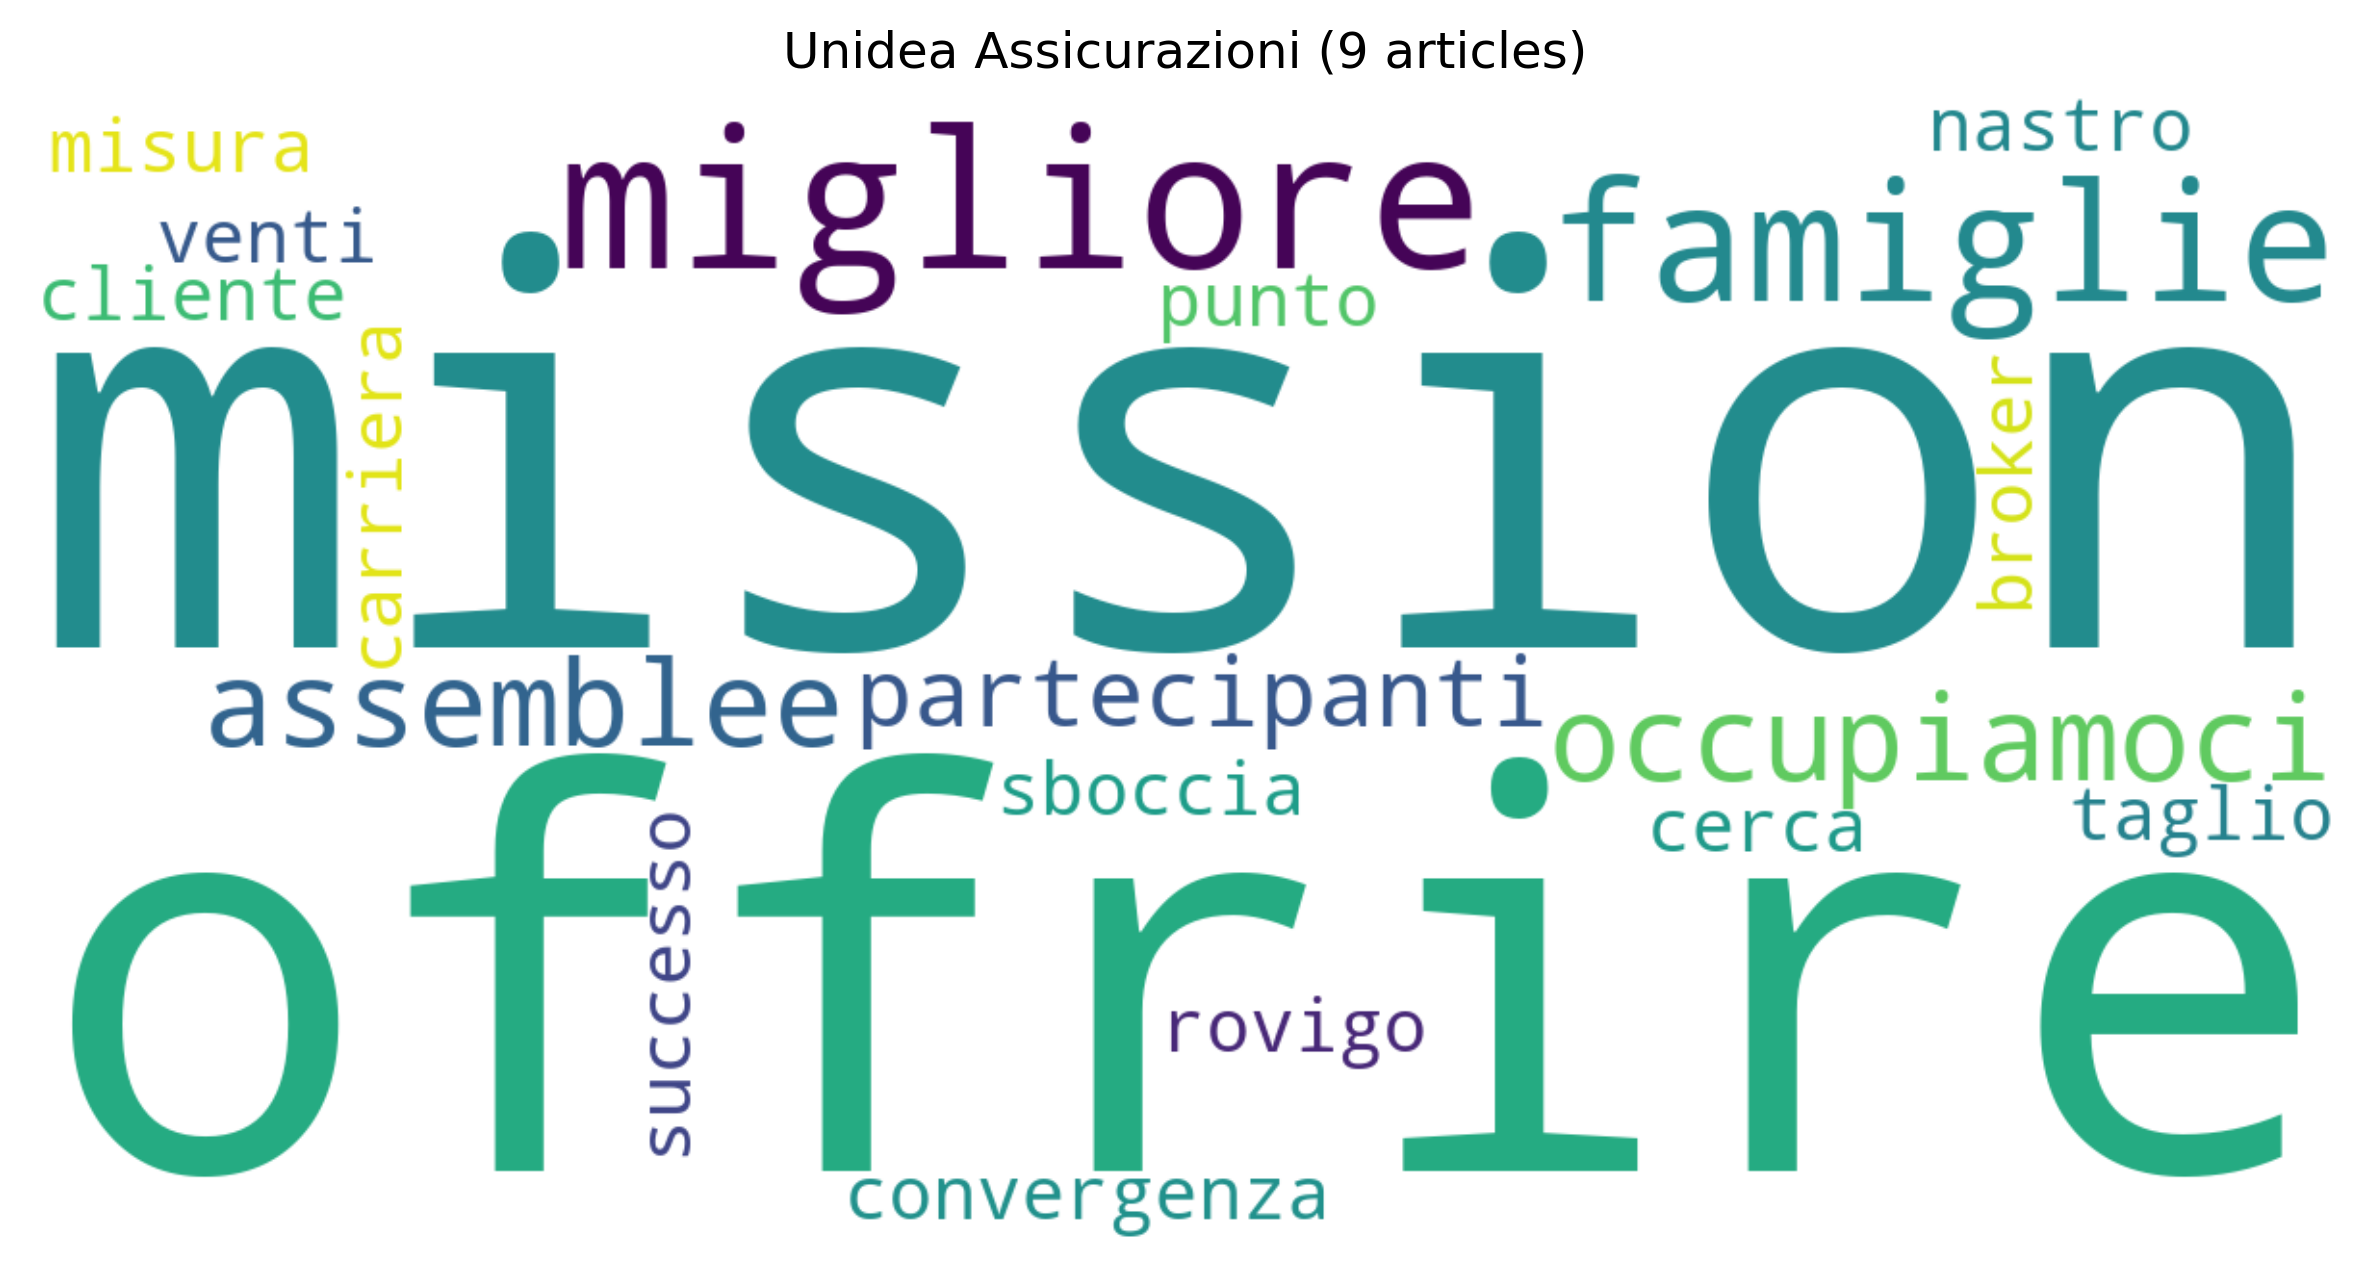 Unidea Assicurazioni (9 articles)
misura
nastro
migliore
famiglie
venti
cliente
punto
carriera
mission
broker
assemblee
partecipanti
occupiamoci
sboccia
cerca
taglio
successo
offrire
rovigo
convergenza